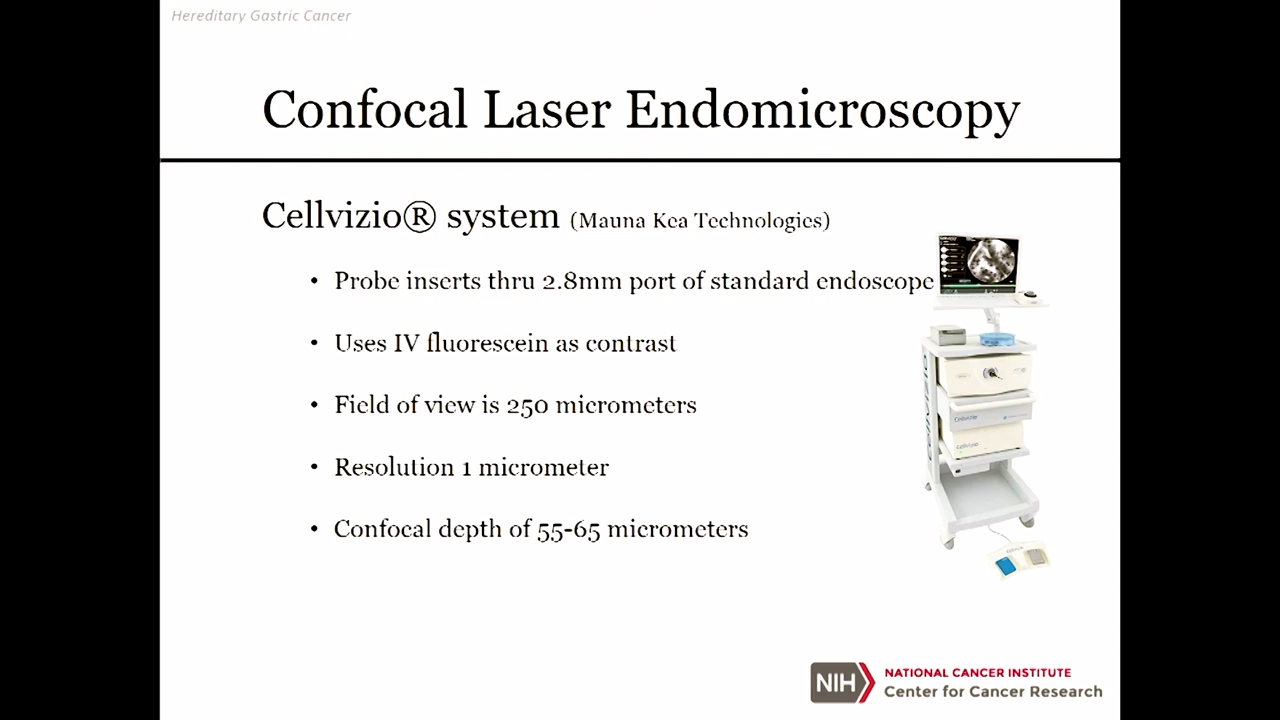 Hereditary Gastric Cancer
Confocal Laser Endomicroscopy
Cellvizio® system (Mauna Kea Technologies)
• Probe inserts thru 2.8mm port of standard endoscope
• Uses IV fluorescein as contrast
• Field of view is 250 micrometers
• Resolution 1 micrometer
• Confocal depth of 55-65 micrometers
Cellvizio
Cellvizio
NIH
NATIONAL CANCER INSTITUTE
Center for Cancer Research